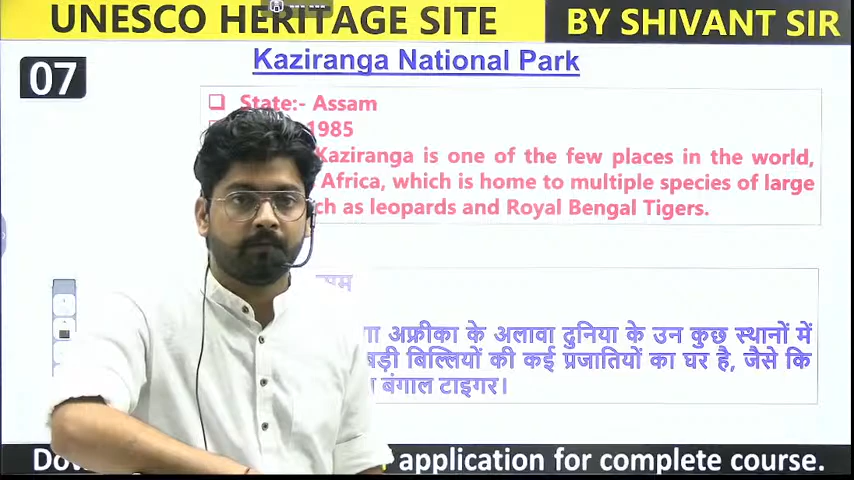 UNESCO HERITAGE SITE
BY SHIVANT SIR
Kaziranga National Park
07
State:- Assam
1985
Kaziranga is one of the few places in the world,
Africa, which is home to multiple species of large
as leopards and Royal Bengal Tigers.
अफ्रीका के अलावा दुनिया के उन कुछ स्थानों में
बड़ी बिल्लियों की कई प्रजातियों का घर है, जैसे कि
बंगाल टाइगर।
application for complete course.